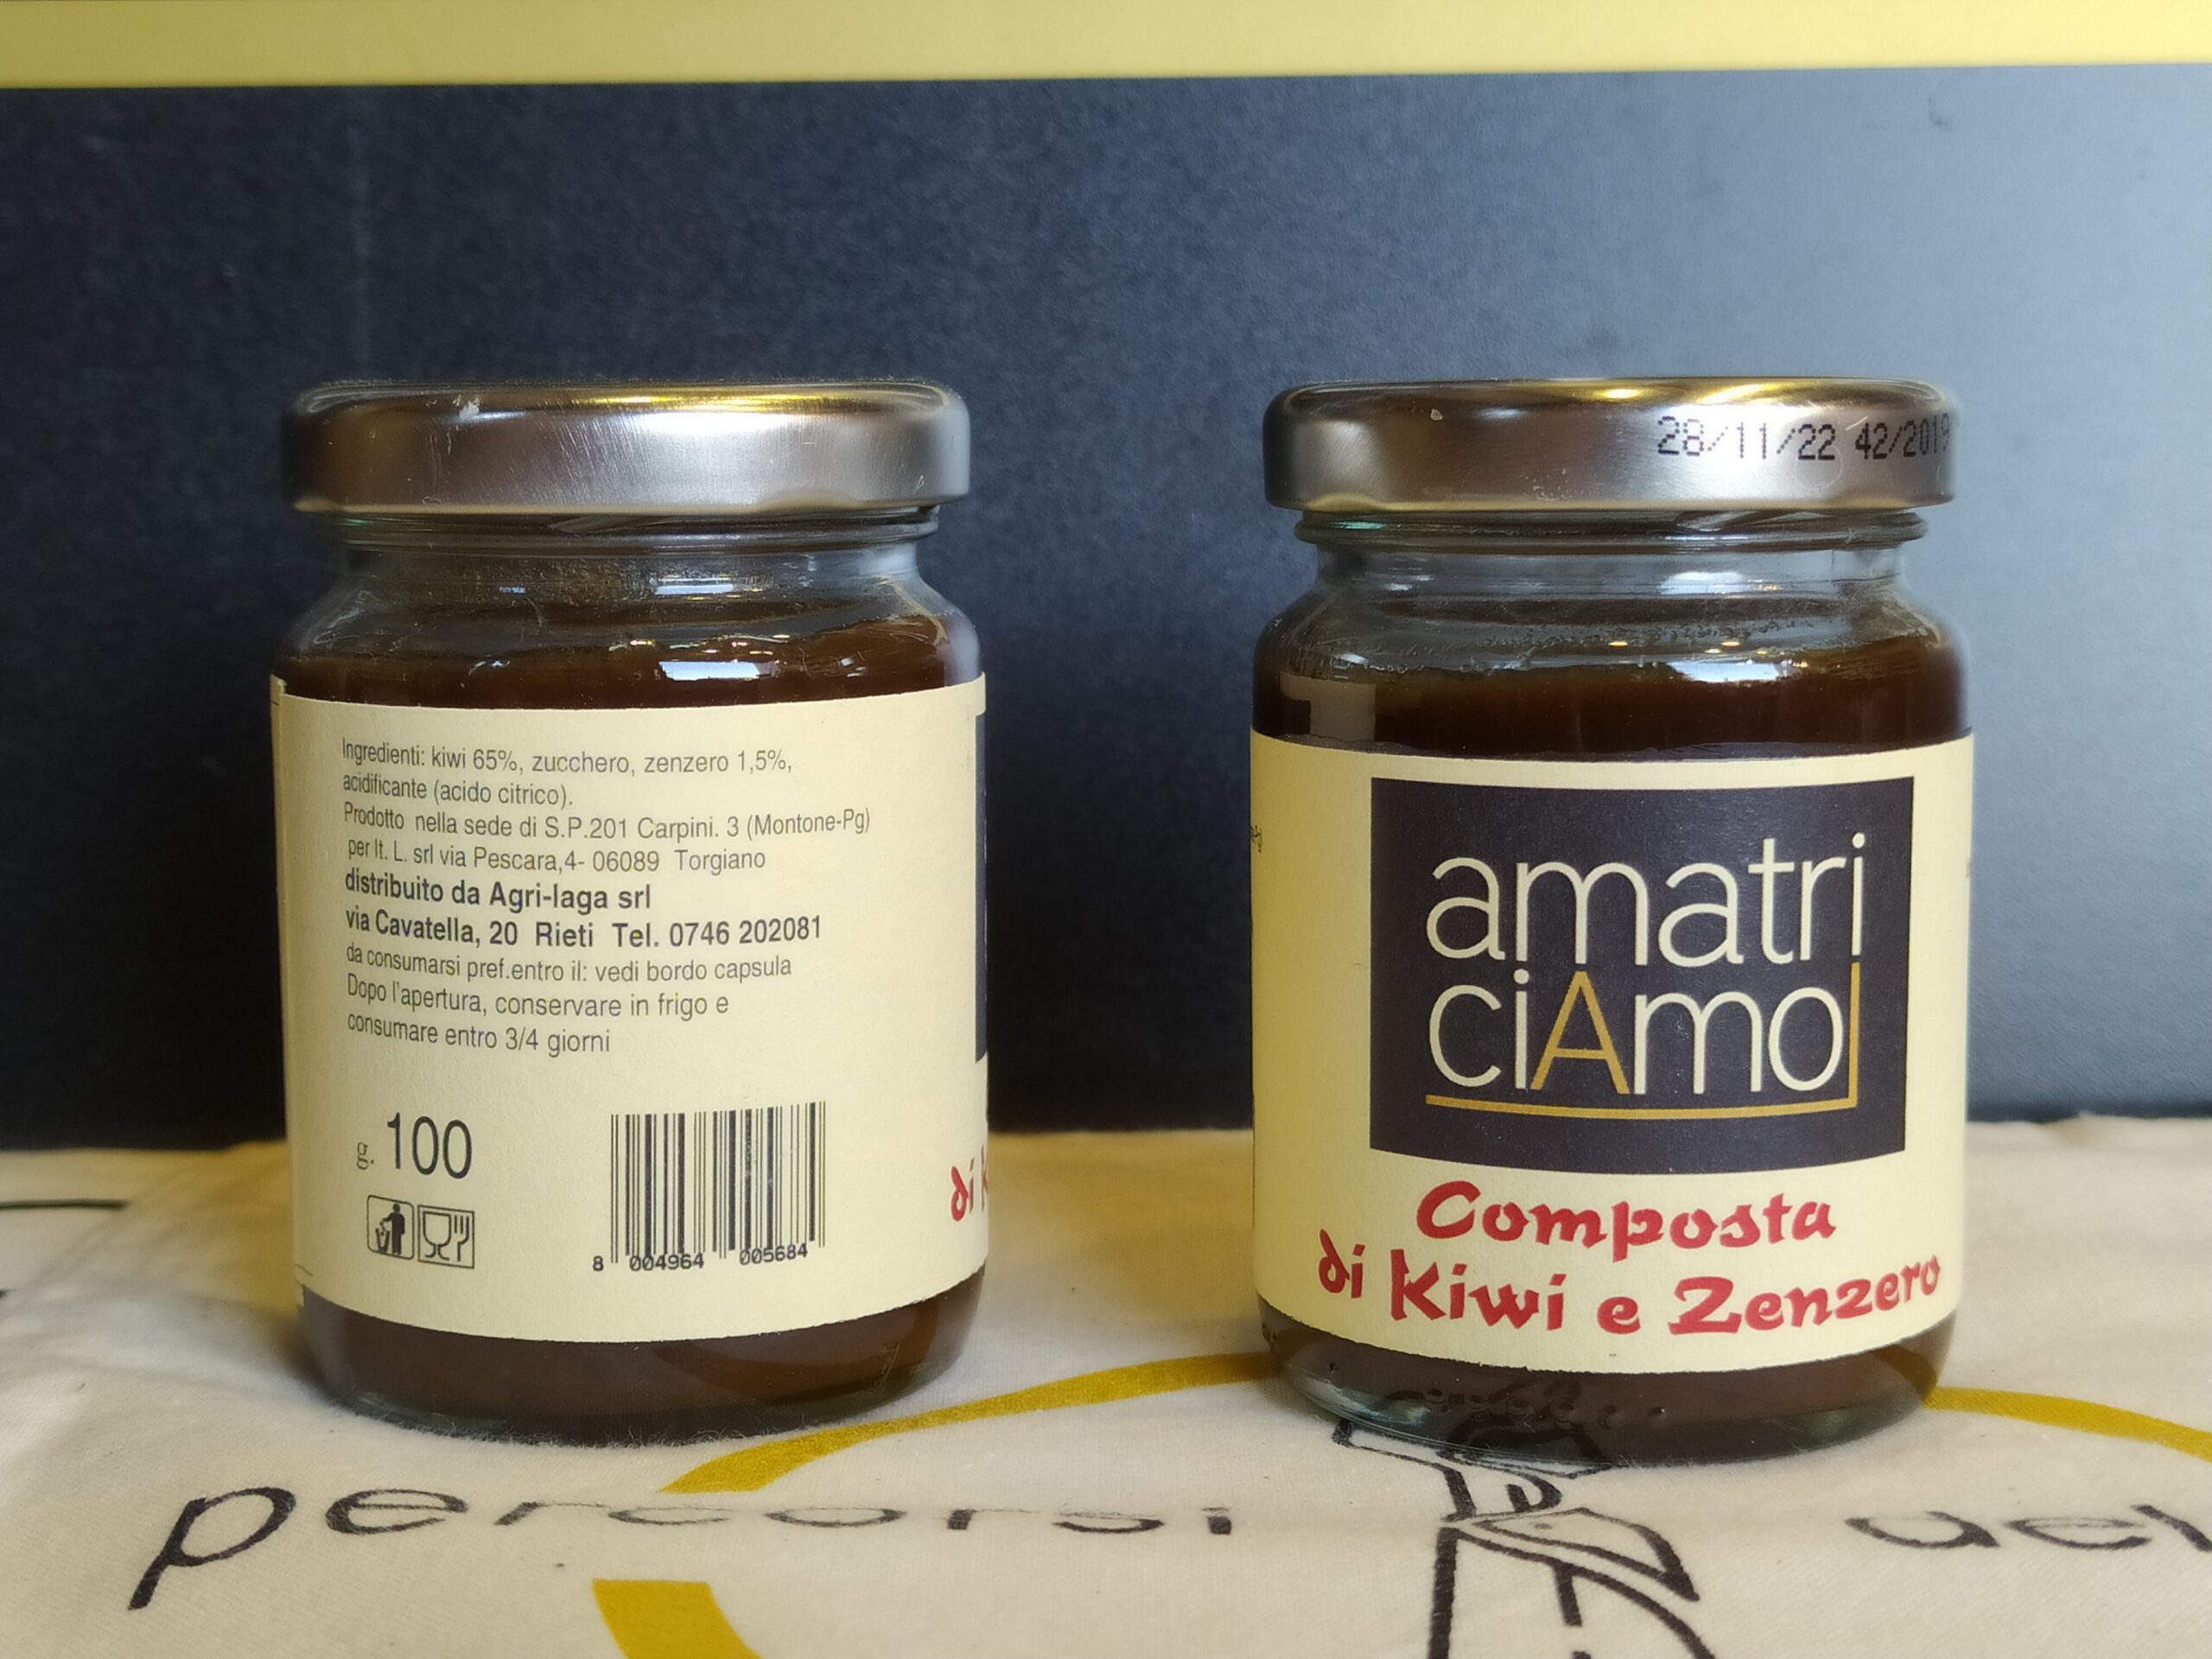 Ingredienti: kiwi 65%, zucchero, zenzero 1,5%,
acidificante (acido citrico).
Prodotto nella sede di S.P.201 Carpini. 3 (Montone-Pg)
per It. L. srl via Pescara,4- 06089 Torgiano
distribuito da Agri-laga srl
via Cavatella, 20 Rieti Tel. 0746 202081
da consumarsi pref.entro il: vedi bordo capsula
Dopo l'apertura, conservare in frigo e
consumare entro 3/4 giorni
g. 100
8 004964 005684
di K
28/11/22 42/2019
amatri
ciAmo
Composta
di Kiwi e Zenzero
percorsi